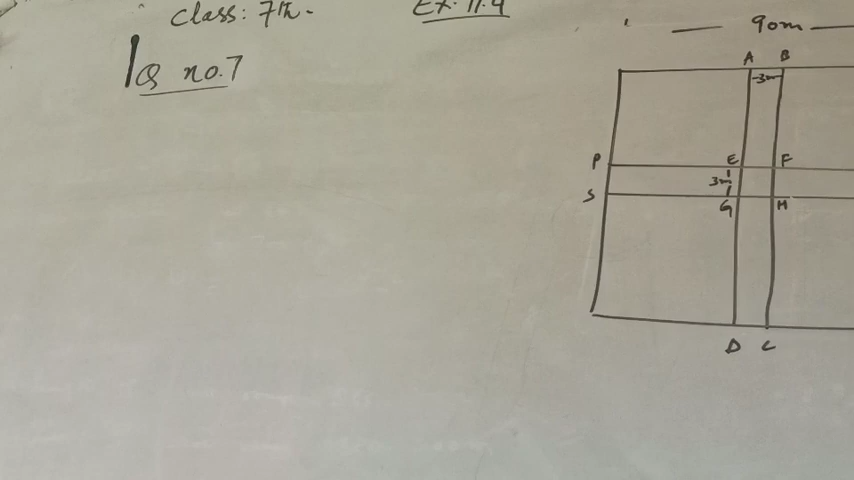 Class: 7th.
Ex. 11.4
Q no.7
90m
A B
3m
P E F
3m
S G H
D C